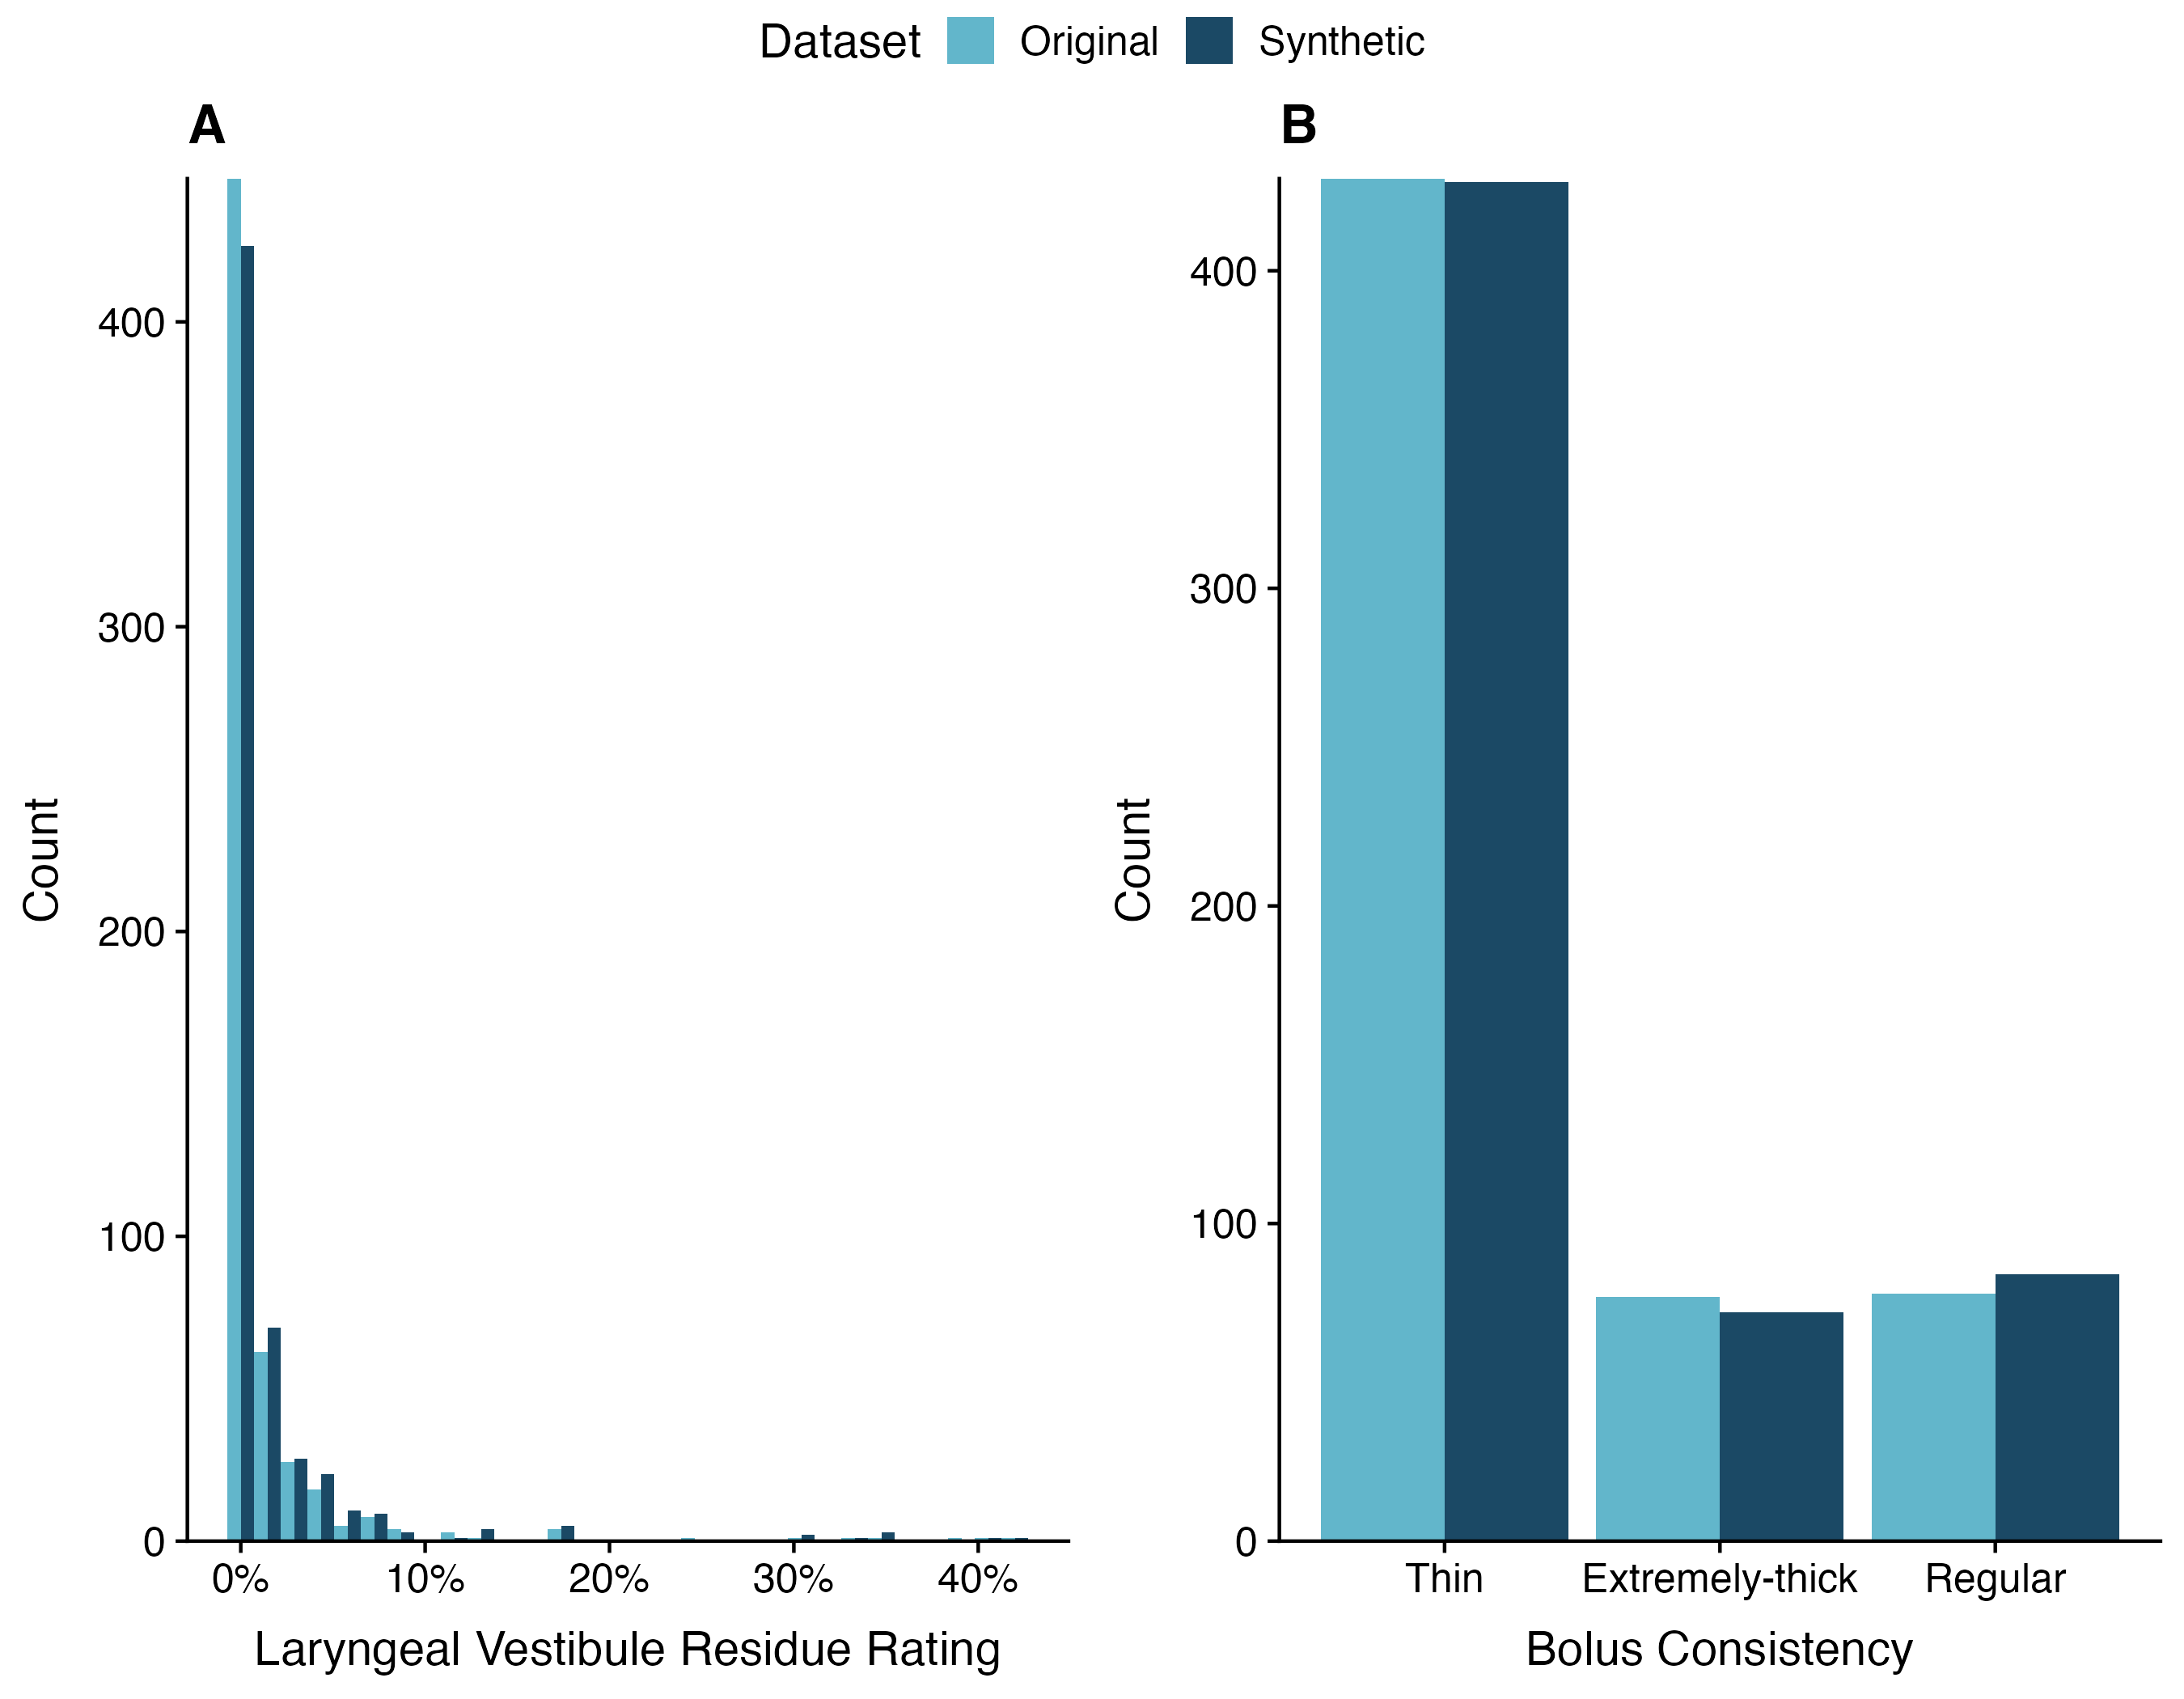 Dataset Original Synthetic
A
Count
400
300
200
100
0
0% 10% 20% 30% 40%
Laryngeal Vestibule Residue Rating
B
Count
400
300
200
100
0
Thin Extremely-thick Regular
Bolus Consistency